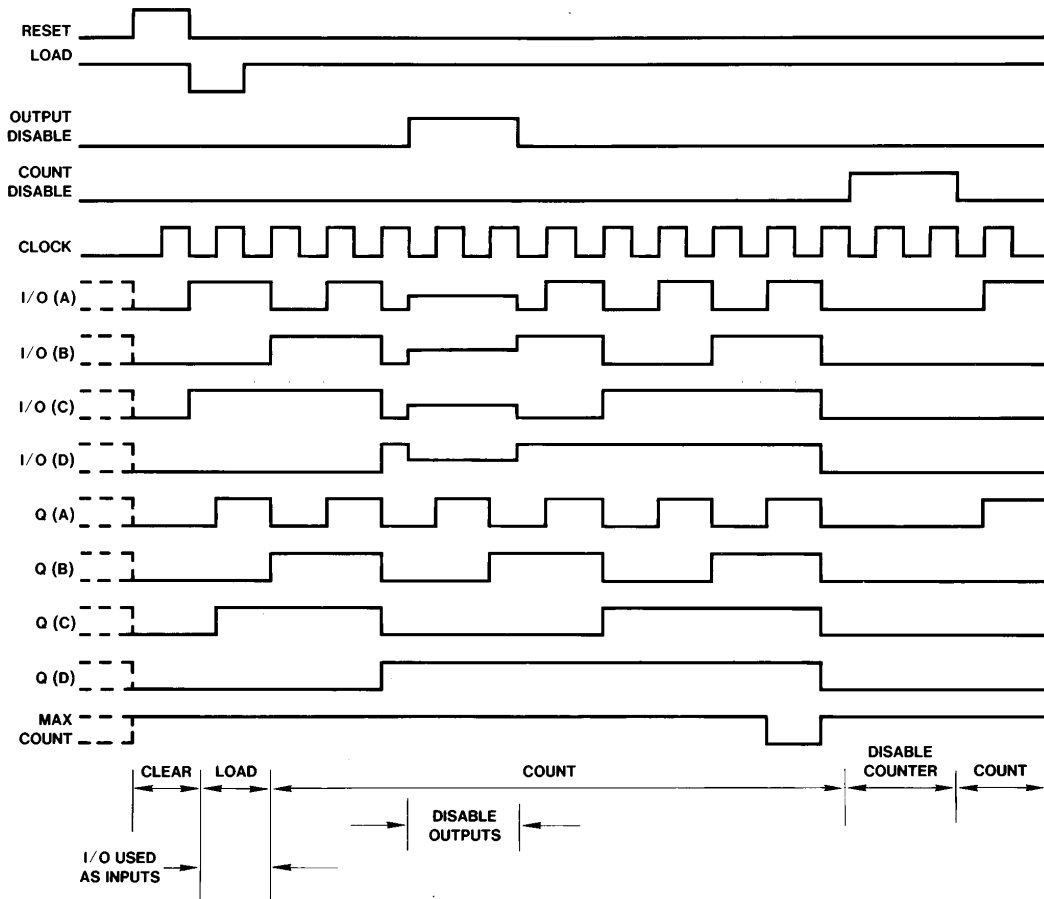 RESET
LOAD
OUTPUT
DISABLE
COUNT
DISABLE
CLOCK
I/O (A)
I/O (B)
I/O (C)
I/O (D)
Q (A)
Q (B)
Q (C)
Q (D)
MAX
COUNT
CLEAR
LOAD
COUNT
DISABLE
COUNTER
COUNT
DISABLE
OUTPUTS
I/O USED
AS INPUTS